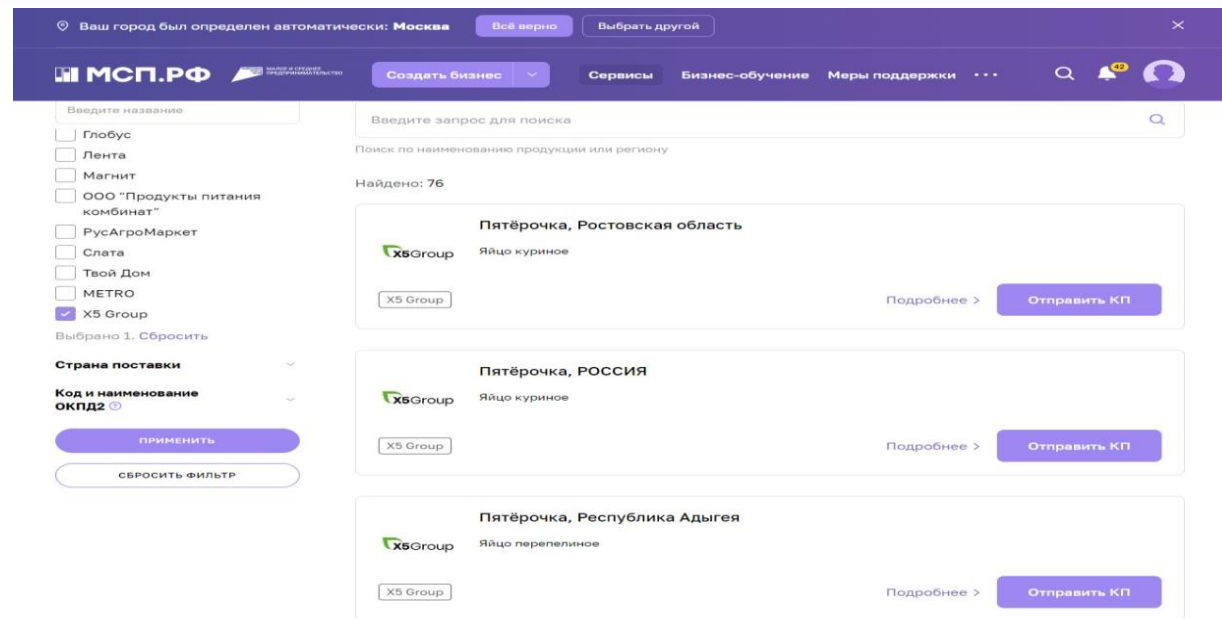 Ваш город был определен автоматически: Москва
Всё верно
Выбрать другой
МСП.РФ
МАЛОЕ И СРЕДНЕЕ
ПРЕДПРИНИМАТЕЛЬСТВО
Создать бизнес
Сервисы
Бизнес-обучение
Меры поддержки
42
Введите название
Глобус
Лента
Магнит
ООО "Продукты питания
комбинат"
РусАгроМаркет
Слата
Твой Дом
METRO
X5 Group
Выбрано 1. Сбросить
Страна поставки
Код и наименование
ОКПД2
ПРИМЕНИТЬ
СБРОСИТЬ ФИЛЬТР
Введите запрос для поиска
Поиск по наименованию продукции или региону
Найдено: 76
Пятёрочка, Ростовская область
X5Group
Яйцо куриное
X5 Group
Подробнее >
Отправить КП
Пятёрочка, РОССИЯ
X5Group
Яйцо куриное
X5 Group
Подробнее >
Отправить КП
Пятёрочка, Республика Адыгея
X5Group
Яйцо перепелиное
X5 Group
Подробнее >
Отправить КП